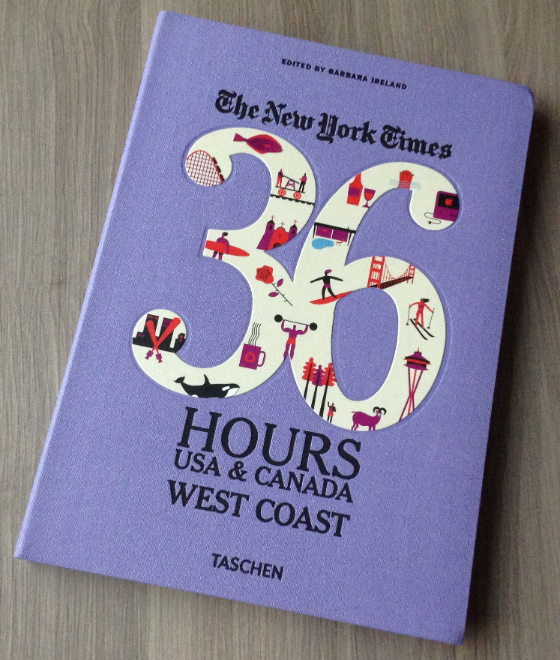 EDITED BY BARBARA IRELAND
The New York Times
36
HOURS
USA & CANADA
WEST COAST
TASCHEN